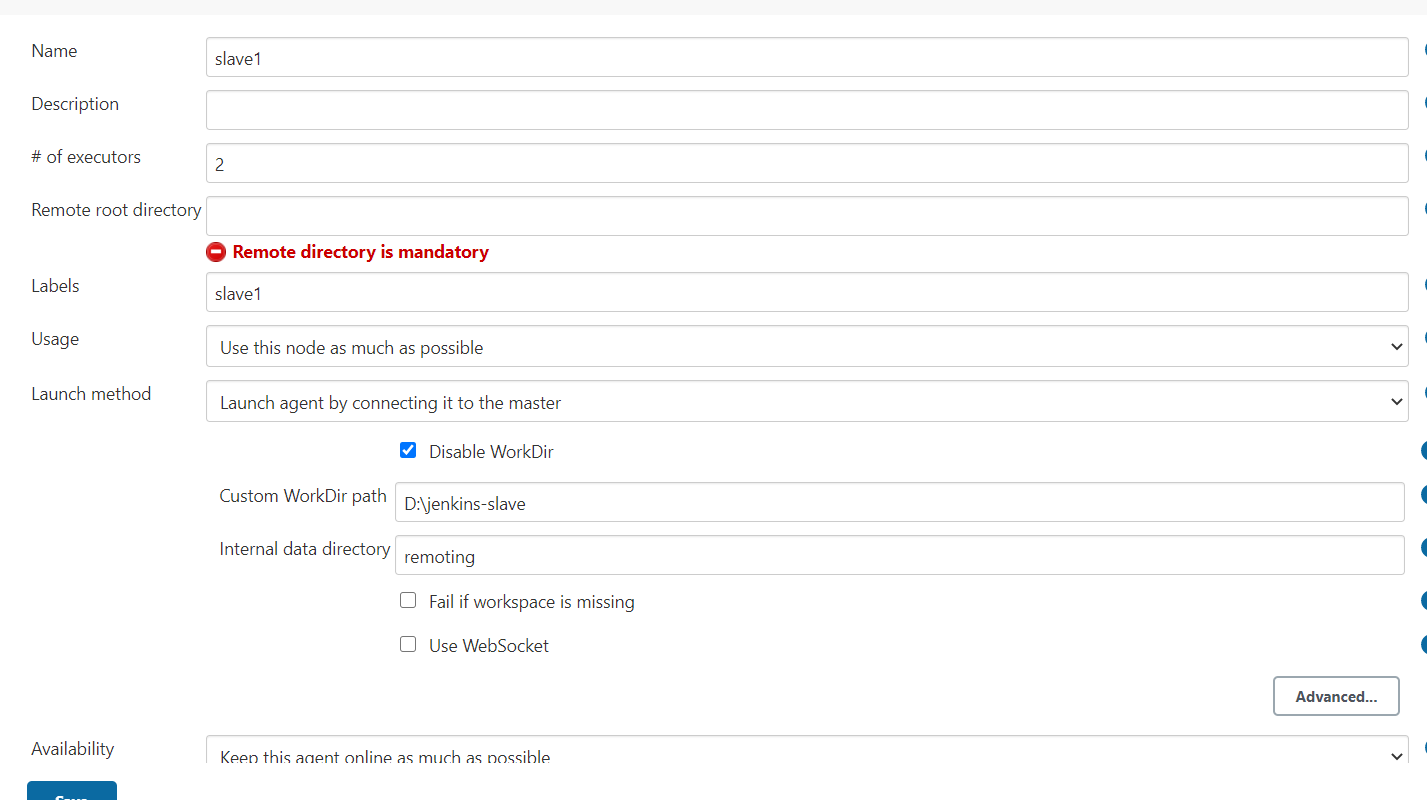 Name
slave1
Description
# of executors
2
Remote root directory
Remote directory is mandatory
Labels
slave1
Usage
Use this node as much as possible
Launch method
Launch agent by connecting it to the master
Disable WorkDir
Custom WorkDir path
D:\jenkins-slave
Internal data directory
remoting
Fail if workspace is missing
Use WebSocket
Advanced...
Availability
Keep this agent online as much as possible
Save